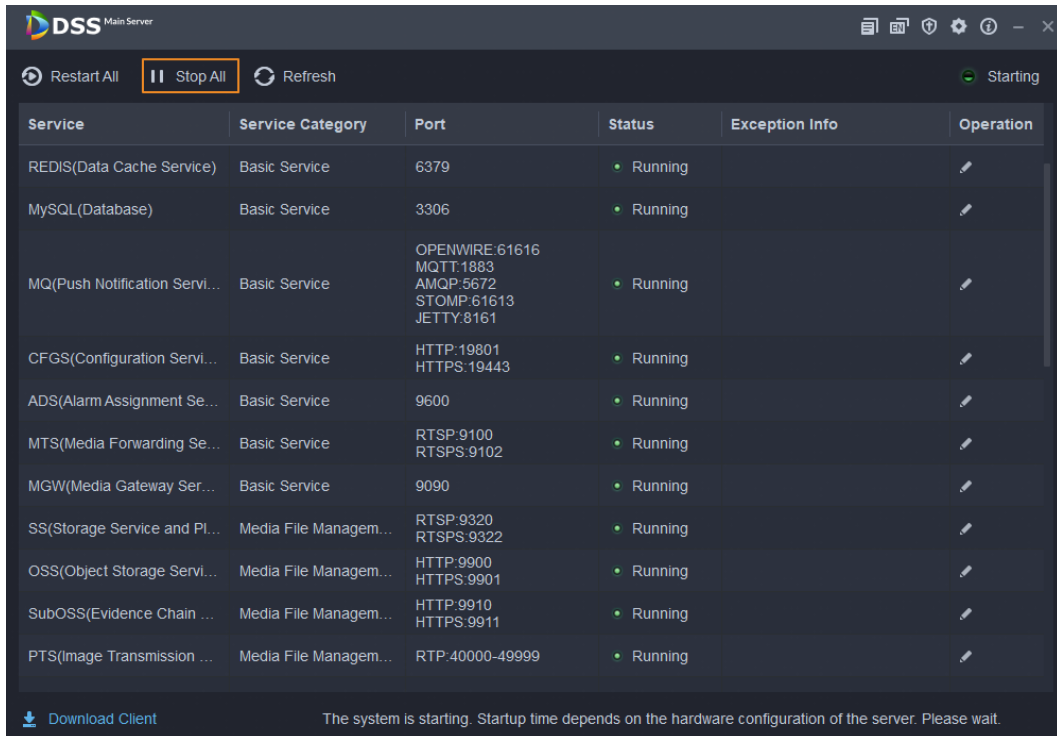 DSS Main Server
EN
Restart All Stop All Refresh Starting
Service Service Category Port Status Exception Info Operation
REDIS(Data Cache Service) Basic Service 6379 Running
MySQL(Database) Basic Service 3306 Running
OPENWIRE:61616
MQTT:1883
MQ(Push Notification Servi... Basic Service AMQP:5672 Running
STOMP:61613
JETTY:8161
CFGS(Configuration Servi... Basic Service HTTP:19801 Running
HTTPS:19443
ADS(Alarm Assignment Se... Basic Service 9600 Running
MTS(Media Forwarding Se... Basic Service RTSP:9100 Running
RTSPS:9102
MGW(Media Gateway Ser... Basic Service 9090 Running
SS(Storage Service and Pl... Media File Managem... RTSP:9320 Running
RTSPS:9322
OSS(Object Storage Servi... Media File Managem... HTTP:9900 Running
HTTPS:9901
SubOSS(Evidence Chain ... Media File Managem... HTTP:9910 Running
HTTPS:9911
PTS(Image Transmission ... Media File Managem... RTP:40000-49999 Running
Download Client The system is starting. Startup time depends on the hardware configuration of the server. Please wait.